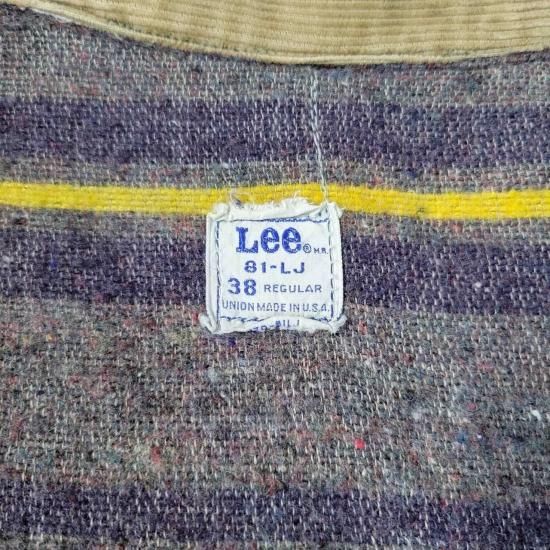 Lee ® M.R.
81-LJ
38 REGULAR
UNION MADE IN U.S.A.